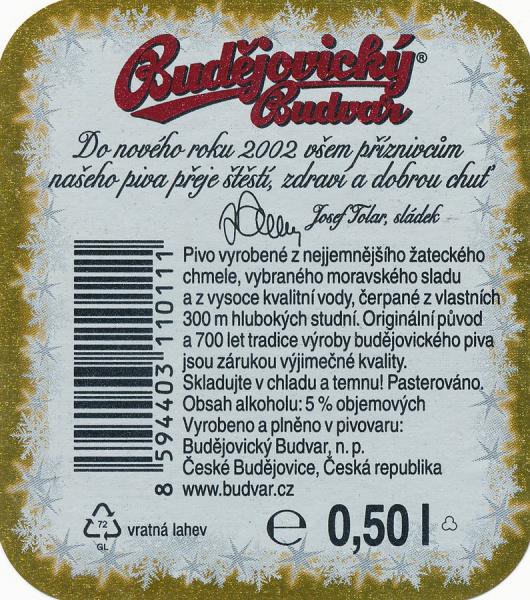 Budějovický®
Budvar
Do nového roku 2002 všem příznivcům
našeho piva přeje štěstí, zdraví a dobrou chuť
Josef Tolar, sládek
Pivo vyrobené z nejjemnějšího žateckého
chmele, vybraného moravského sladu
a z vysoce kvalitní vody, čerpané z vlastních
300 m hlubokých studní. Originální původ
a 700 let tradice výroby budějovického piva
jsou zárukou výjimečné kvality.
Skladujte v chladu a temnu! Pasterováno.
Obsah alkoholu: 5 % objemových
Vyrobeno a plněno v pivovaru:
Budějovický Budvar, n. p.
České Budějovice, Česká republika
www.budvar.cz
8 594403 110111
72
GL
vratná lahev
e 0,50 l